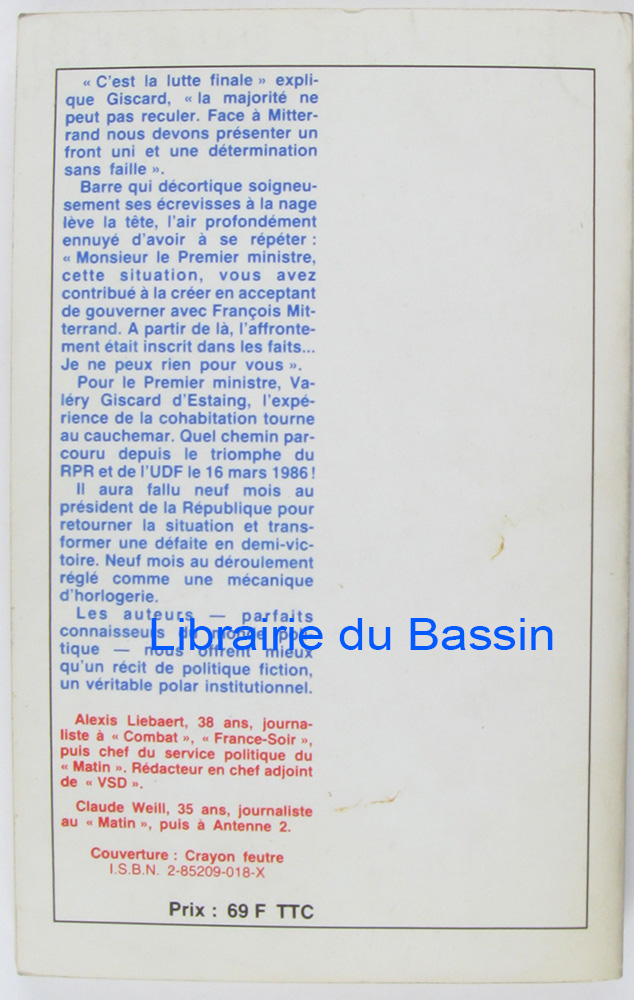 « C'est la lutte finale » expli-
que Giscard, « la majorité ne
peut pas reculer. Face à Mitter-
rand nous devons présenter un
front uni et une détermination
sans faille ».
Barre qui décortique soigneu-
sement ses écrevisses à la nage
lève la tête, l'air profondément
ennuyé d'avoir à se répéter :
« Monsieur le Premier ministre,
cette situation, vous avez
contribué à la créer en acceptant
de gouverner avec François Mit-
terrand. A partir de là, l'affronte-
ment était inscrit dans les faits...
Je ne peux rien pour vous ».
Pour le Premier ministre, Va-
léry Giscard d'Estaing, l'expé-
rience de la cohabitation tourne
au cauchemar. Quel chemin par-
couru depuis le triomphe du
RPR et de l'UDF le 16 mars 1986 !
Il aura fallu neuf mois au
président de la République pour
retourner la situation et trans-
former une défaite en demi-vic-
toire. Neuf mois au déroulement
réglé comme une mécanique
d'horlogerie.
Les auteurs — parfaits
connaisseurs du monde poli-
tique — nous offrent mieux
qu'un récit de politique fiction,
un véritable polar institutionnel.
Librairie du Bassin
Alexis Liebaert, 38 ans, journa-
liste à « Combat », « France-Soir »,
puis chef du service politique du
« Matin ». Rédacteur en chef adjoint
de « VSD ».
Claude Weill, 35 ans, journaliste
au « Matin », puis à Antenne 2.
Couverture : Crayon feutre
I.S.B.N. 2-85209-018-X
Prix : 69 F TTC